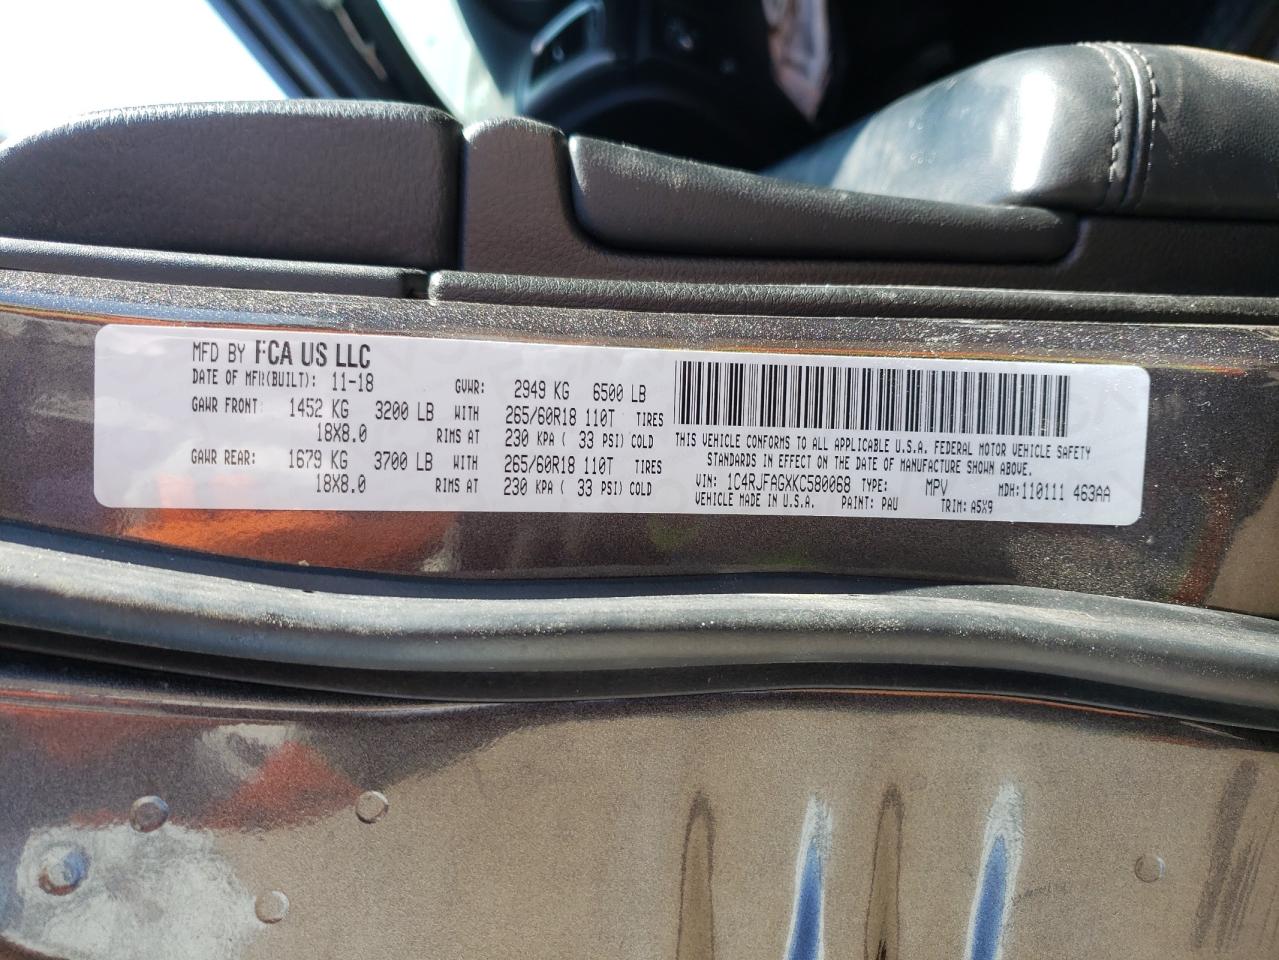 MFD BY FCA US LLC
DATE OF MFR(BUILT): 11-18 GVWR: 2949 KG 6500 LB
GAWR FRONT 1452 KG 3200 LB WITH 265/60R18 110T TIRES
18X8.0 RIMS AT 230 KPA ( 33 PSI) COLD
GAWR REAR: 1679 KG 3700 LB WITH 265/60R18 110T TIRES
18X8.0 RIMS AT 230 KPA ( 33 PSI) COLD
THIS VEHICLE CONFORMS TO ALL APPLICABLE U.S.A. FEDERAL MOTOR VEHICLE SAFETY
STANDARDS IN EFFECT ON THE DATE OF MANUFACTURE SHOWN ABOVE.
VIN: 1C4RJFAGXKC580068 TYPE: MPV MDH:110111 463AA
VEHICLE MADE IN U.S.A. PAINT: PAU TRIM: A5X9